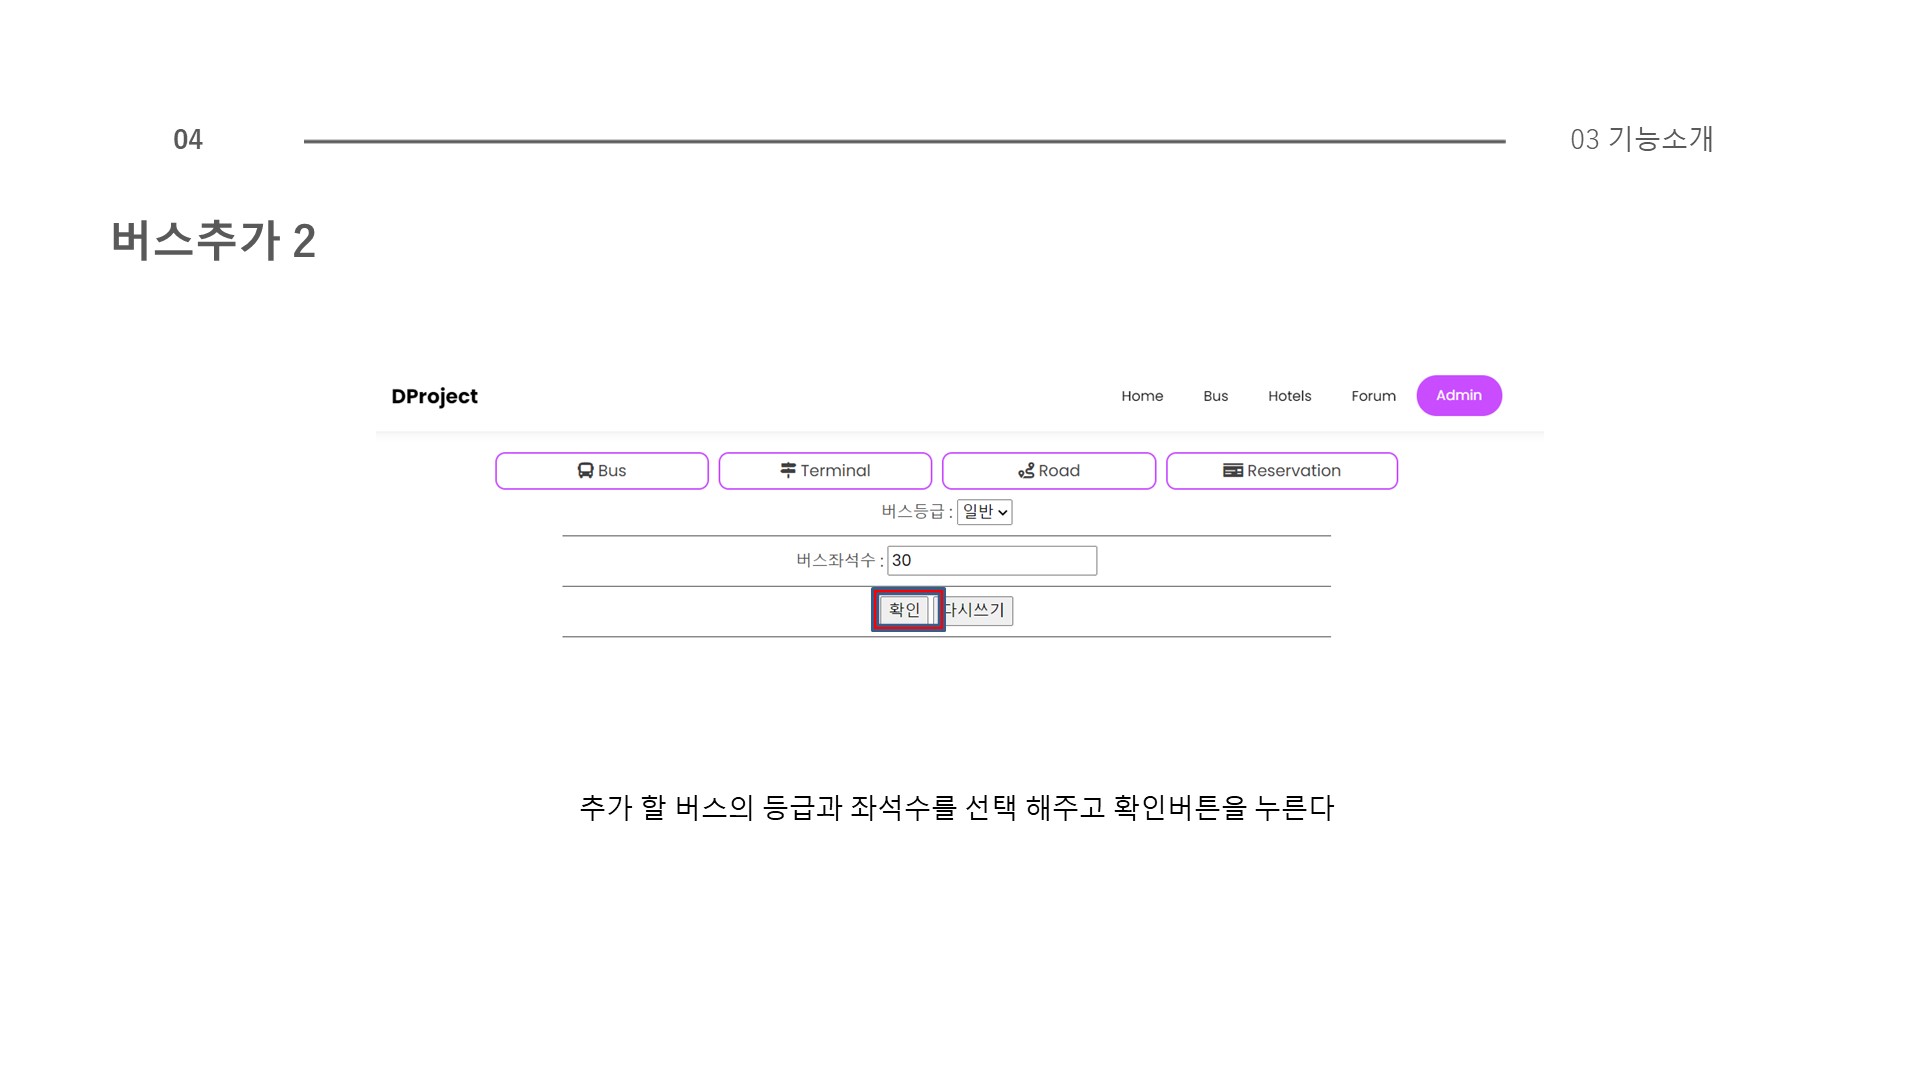 04
03 기능소개
버스추가 2
DProject
Home Bus Hotels Forum Admin
Bus Terminal Road Reservation
버스등급 : 일반
버스좌석수 : 30
확인 다시쓰기
추가 할 버스의 등급과 좌석수를 선택 해주고 확인버튼을 누른다